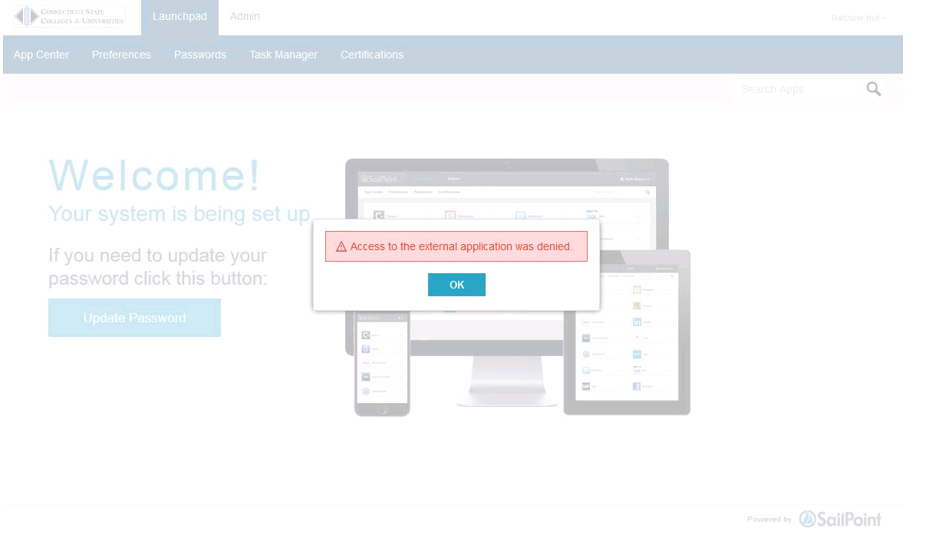 CONNECTICUT STATE
COLLEGES & UNIVERSITIES
Launchpad
Admin
App Center
Preferences
Passwords
Task Manager
Certifications
Search Apps
Welcome!
Your system is being set up
If you need to update your
password click this button:
Update Password
SailPoint
Access to the external application was denied.
OK
Powered by SailPoint